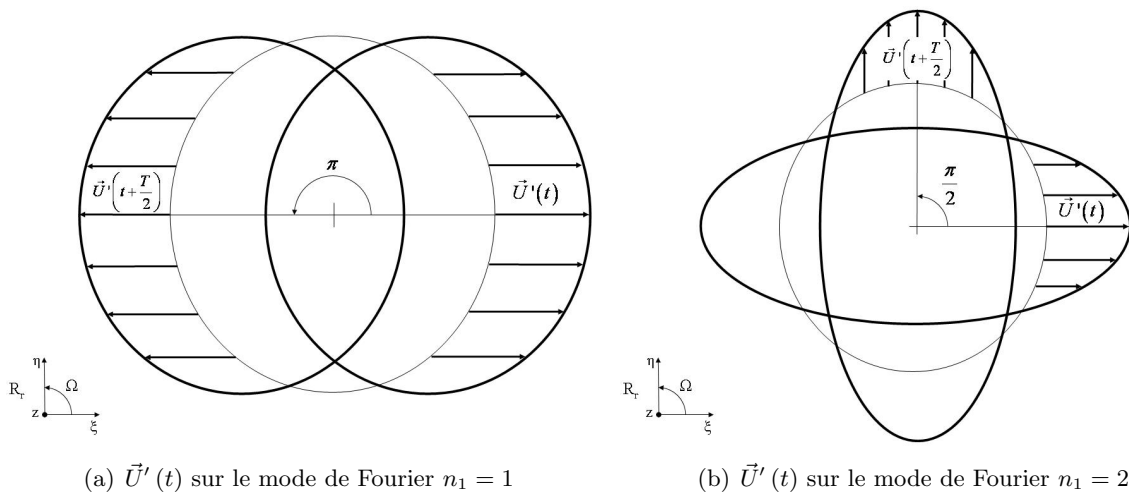 U⃗'(t+T/2)
π
U⃗'(t)
η
R_r
Ω
z
ξ
U⃗'(t+T/2)
π/2
U⃗'(t)
η
R_r
Ω
z
ξ
(a) U⃗′ (t) sur le mode de Fourier n₁ = 1
(b) U⃗′ (t) sur le mode de Fourier n₁ = 2